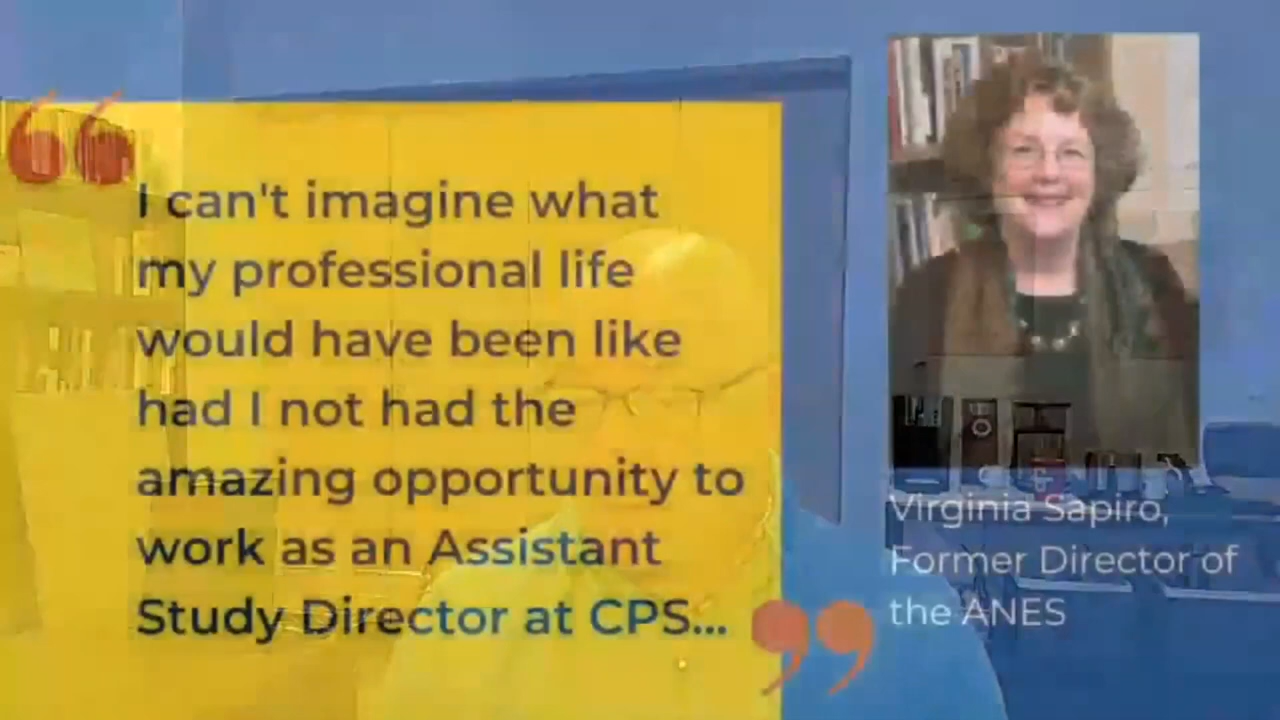 “
I can't imagine what
my professional life
would have been like
had I not had the
amazing opportunity to
work as an Assistant
Study Director at CPS...
”
Virginia Sapiro,
Former Director of
the ANES